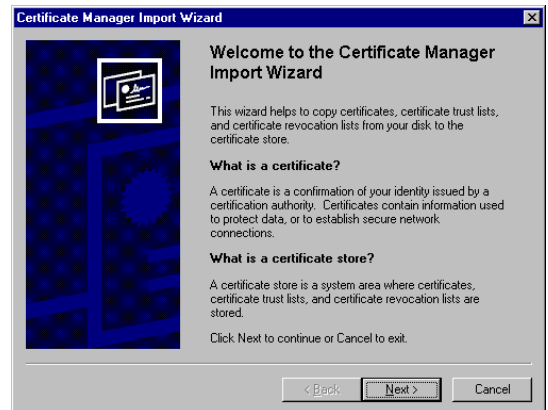 Certificate Manager Import Wizard
Welcome to the Certificate Manager
Import Wizard
This wizard helps to copy certificates, certificate trust lists,
and certificate revocation lists from your disk to the
certificate store.
What is a certificate?
A certificate is a confirmation of your identity issued by a
certification authority. Certificates contain information used
to protect data, or to establish secure network
connections.
What is a certificate store?
A certificate store is a system area where certificates,
certificate trust lists, and certificate revocation lists are
stored.
Click Next to continue or Cancel to exit.
< Back Next > Cancel